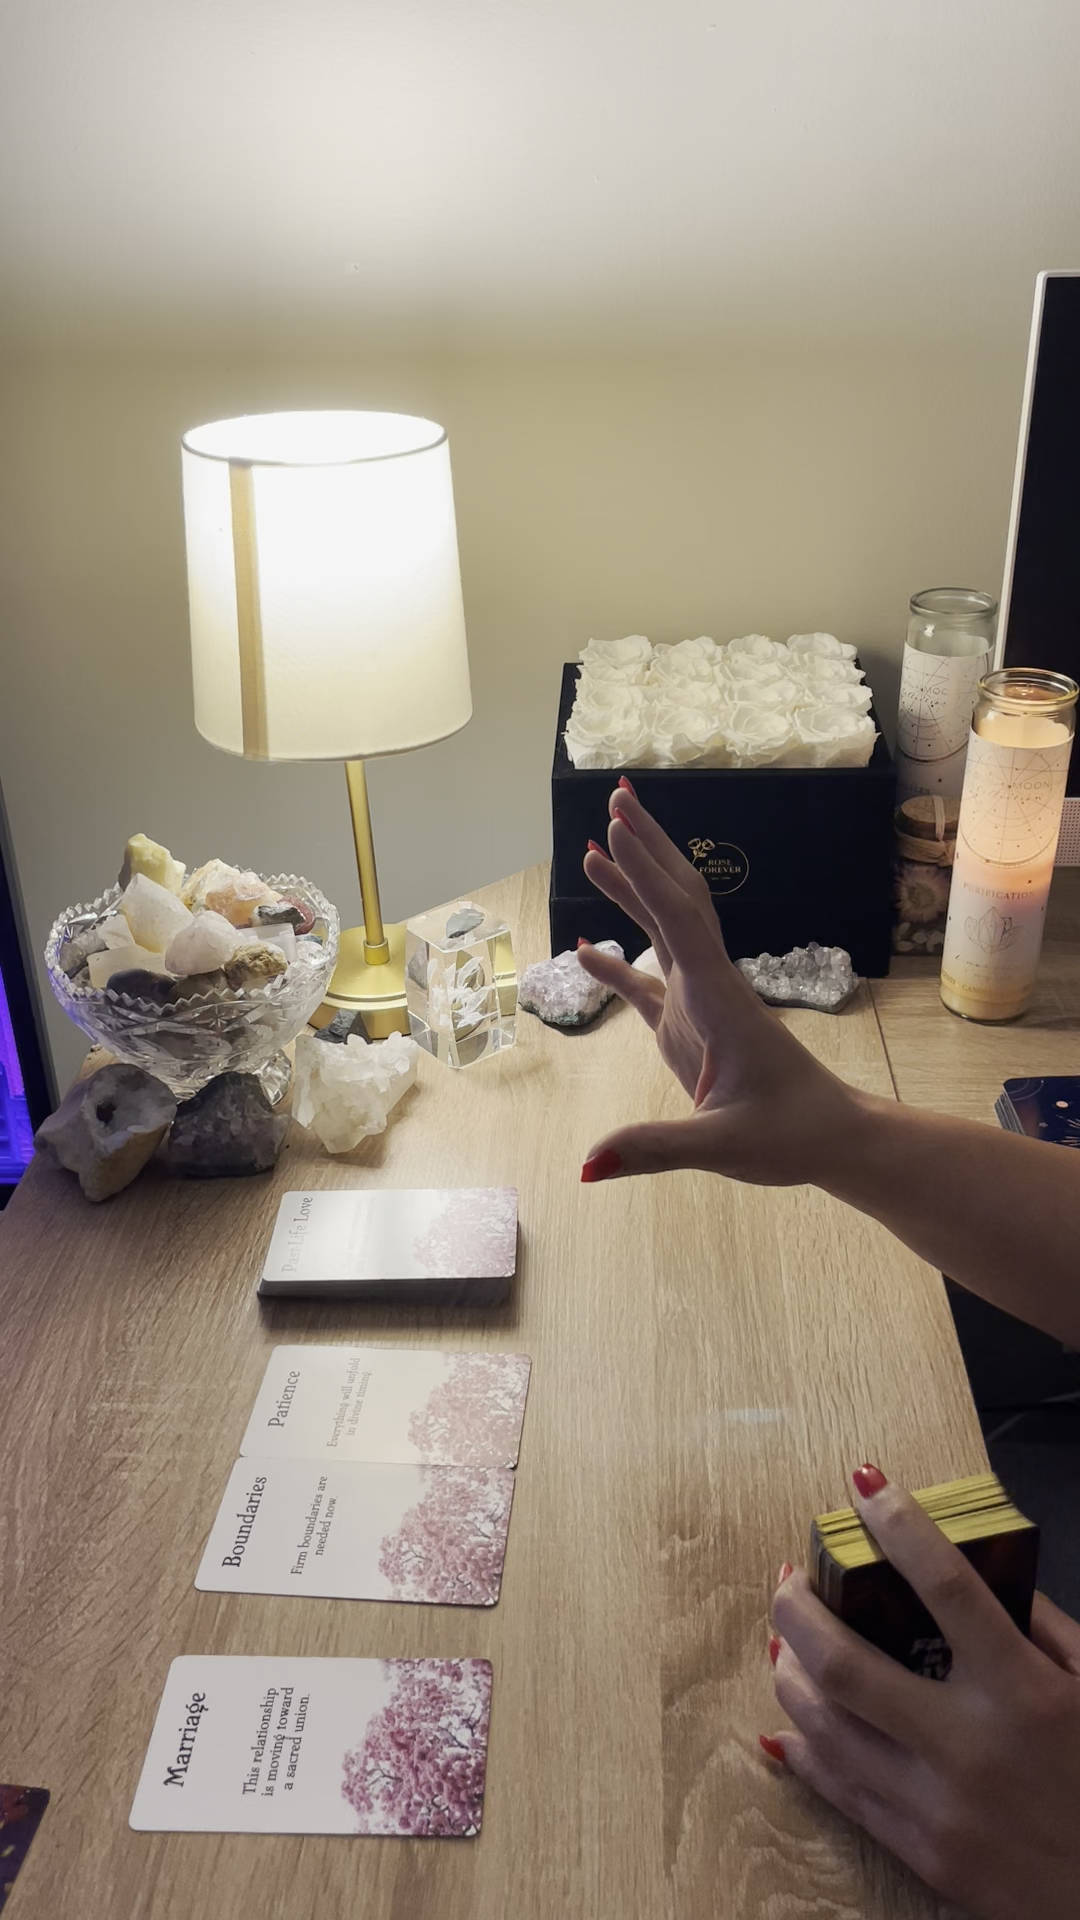 ROSE
FOREVER
MOON
PURIFICATION
Past Life Love
Patience
Everything will unfold
in divine timing
Boundaries
Firm boundaries are
needed now.
Marriage
This relationship
is moving toward
a sacred union.